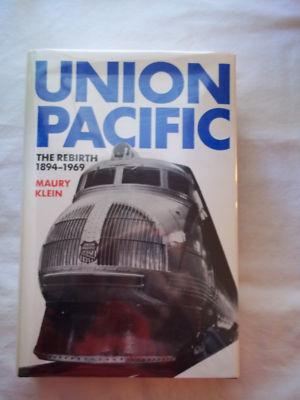 UNION
PACIFIC
THE REBIRTH
1894–1969
MAURY
KLEIN